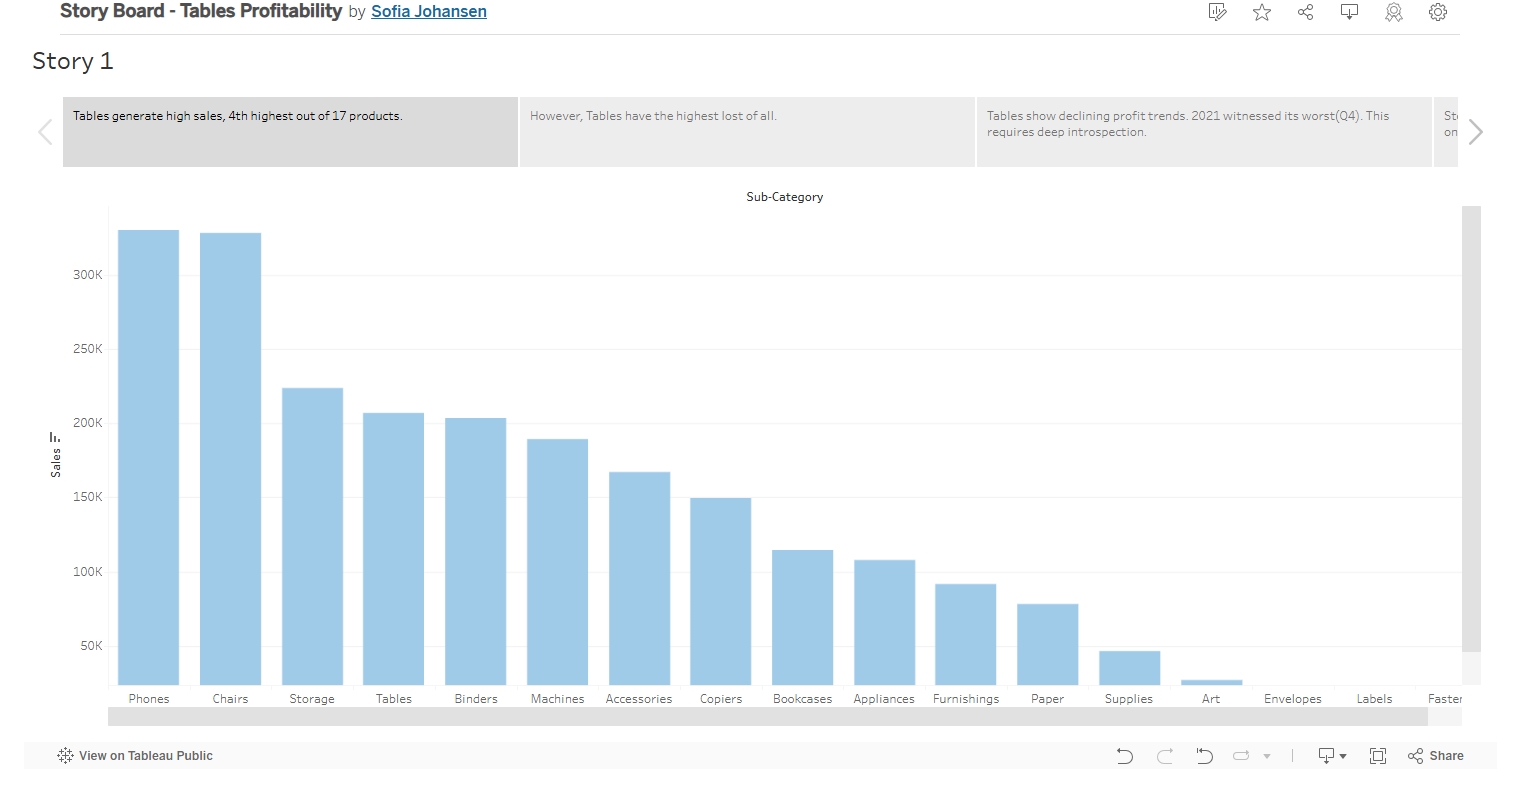 Story Board - Tables Profitability by Sofia Johansen
Story 1
Tables generate high sales, 4th highest out of 17 products.
However, Tables have the highest lost of all.
Tables show declining profit trends. 2021 witnessed its worst(Q4). This
requires deep introspection.
on
Sub-Category
300K
250K
200K
150K
100K
50K
Sales
Phones Chairs Storage Tables Binders Machines Accessories Copiers Bookcases Appliances Furnishings Paper Supplies Art Envelopes Labels
View on Tableau Public
Share